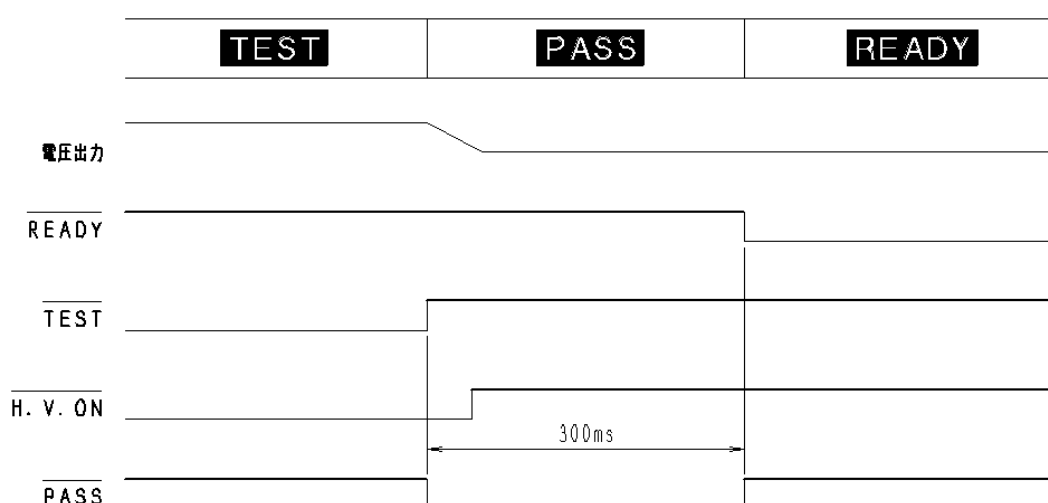 TEST PASS READY
電圧出力
READY
TEST
H. V. ON
300ms
PASS